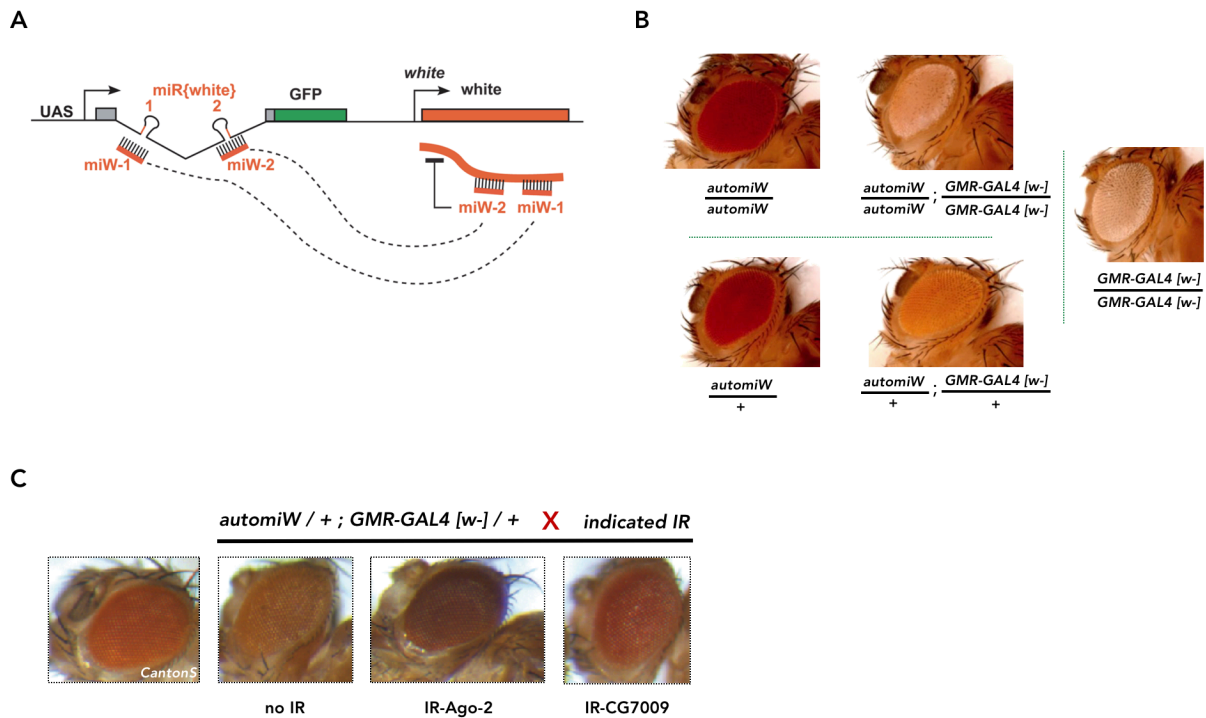 A
UAS
miR{white}
1
2
GFP
white
white
miW-1
miW-2
miW-2
miW-1
B
automiW
automiW
automiW
automiW
;
GMR-GAL4 [w-]
GMR-GAL4 [w-]
GMR-GAL4 [w-]
GMR-GAL4 [w-]
automiW
+
automiW
+
;
GMR-GAL4 [w-]
+
C
automiW / + ; GMR-GAL4 [w-] / + X indicated IR
CantonS
no IR
IR-Ago-2
IR-CG7009